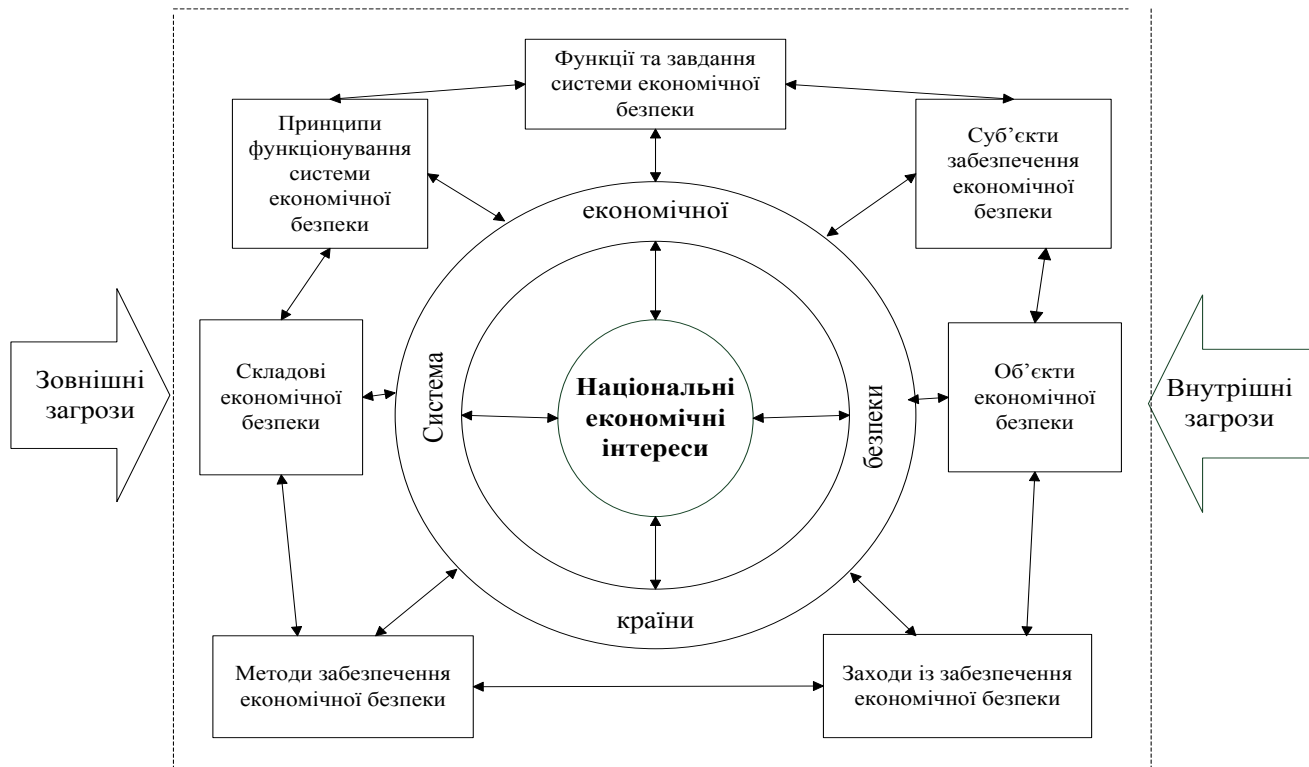 Функції та завдання
системи економічної
безпеки
Принципи
функціонування
системи
економічної
безпеки
Суб’єкти
забезпечення
економічної
безпеки
економічної
Зовнішні
загрози
Складові
економічної
безпеки
Система
Національні
економічні
інтереси
безпеки
Об’єкти
економічної
безпеки
Внутрішні
загрози
країни
Методи забезпечення
економічної безпеки
Заходи із забезпечення
економічної безпеки